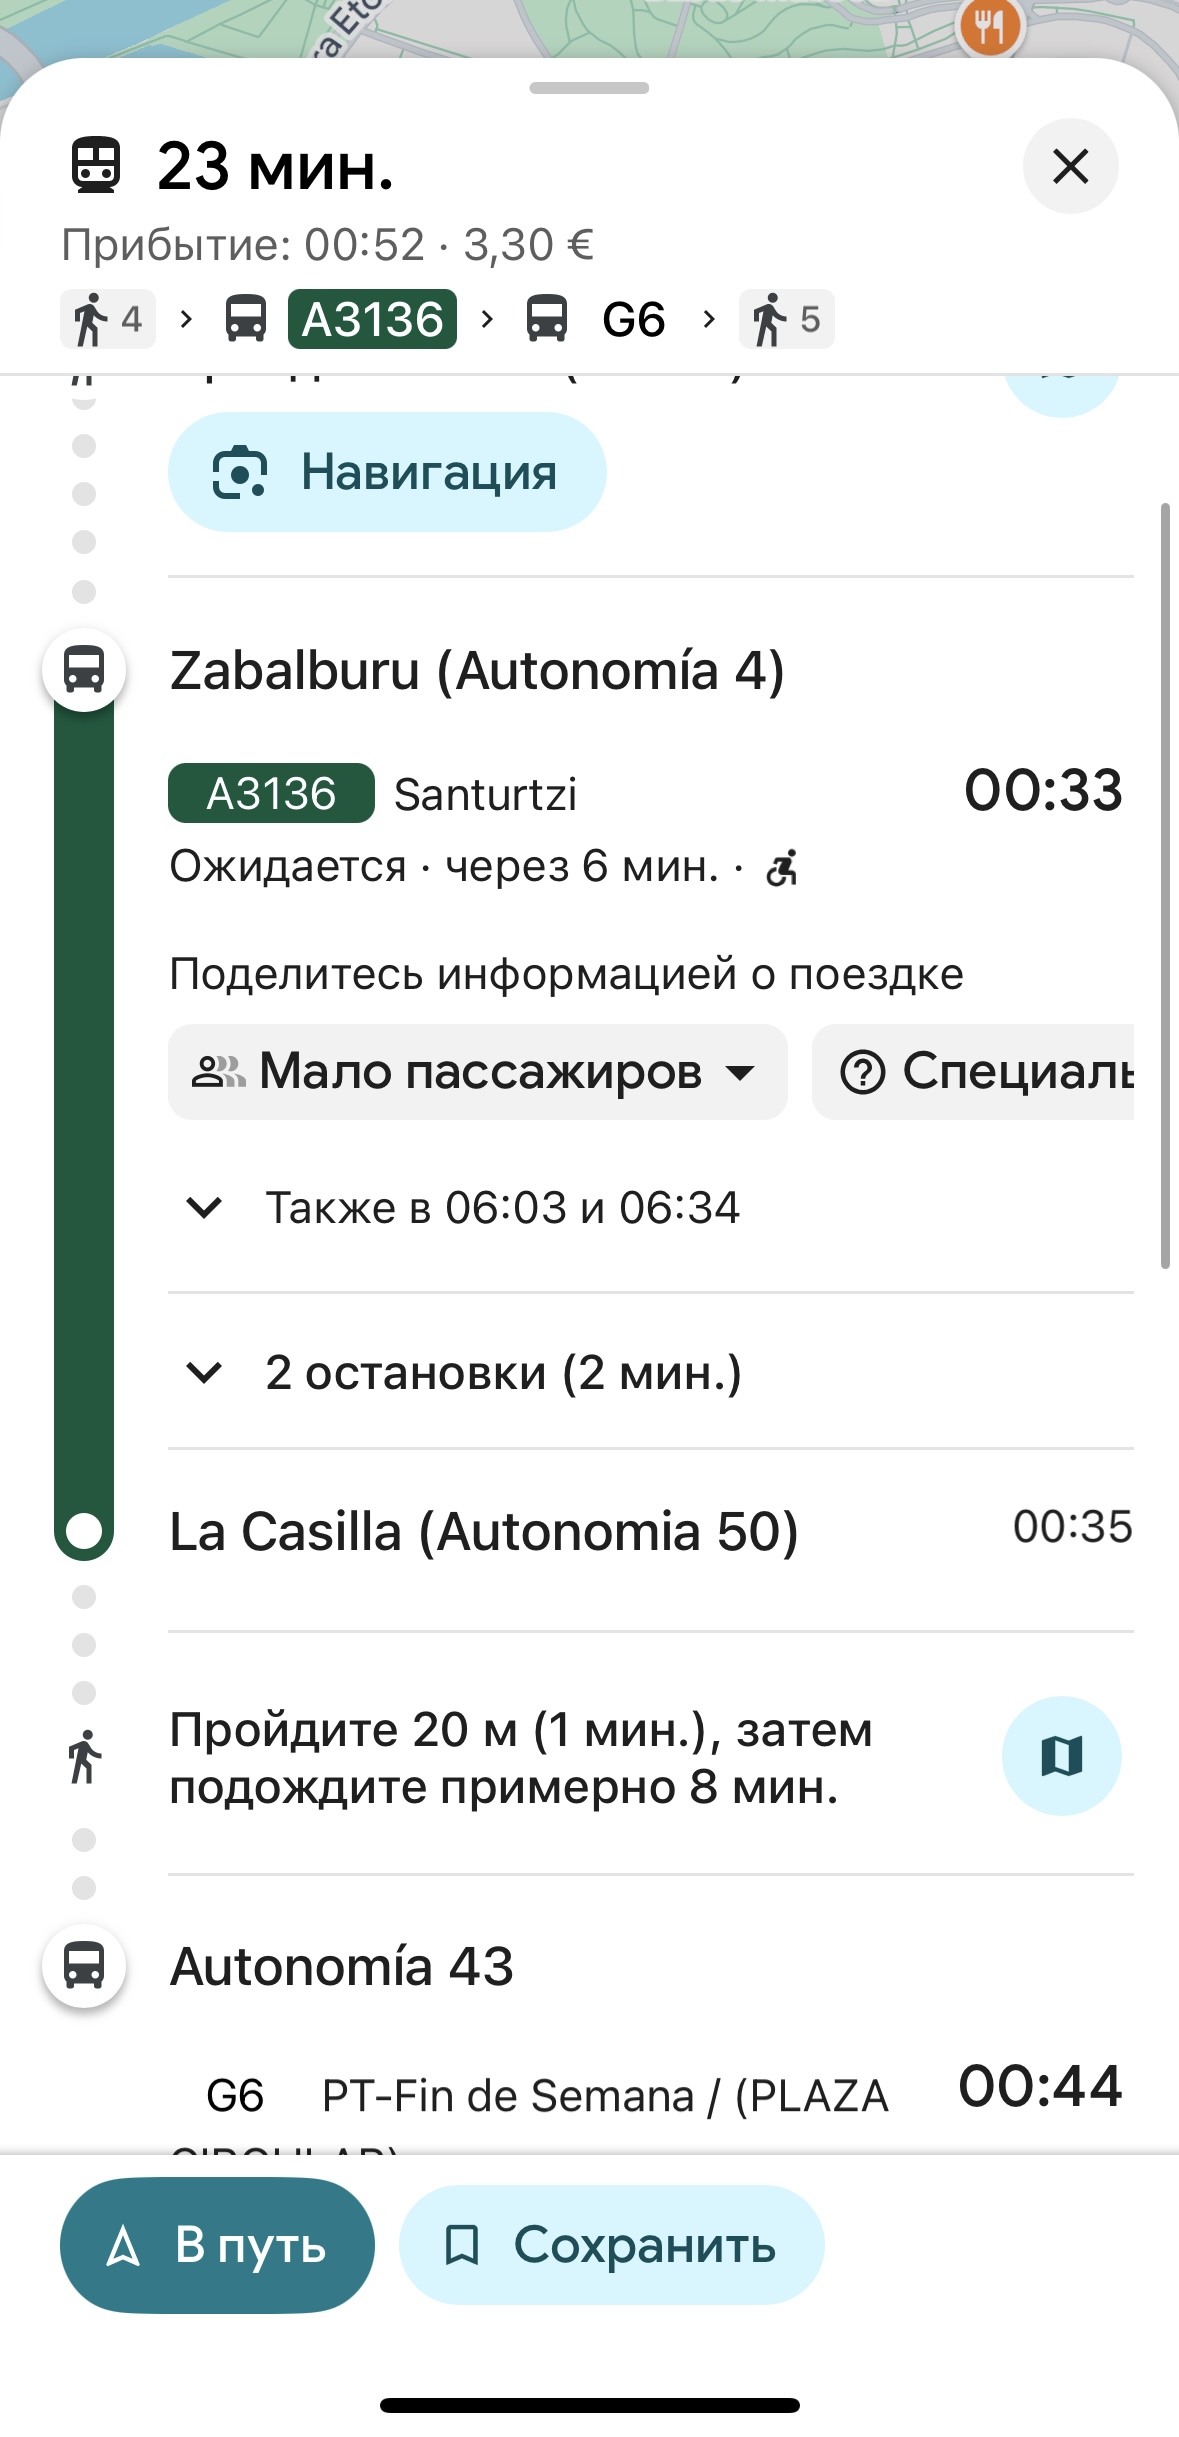 ra Eto
23 мин.
Прибытие: 00:52 · 3,30 €
4 A3136 G6 5
Навигация
Zabalburu (Autonomía 4)
A3136 Santurtzi 00:33
Ожидается · через 6 мин. ·
Поделитесь информацией о поездке
Мало пассажиров Специаль
Также в 06:03 и 06:34
2 остановки (2 мин.)
La Casilla (Autonomia 50) 00:35
Пройдите 20 м (1 мин.), затем
подождите примерно 8 мин.
Autonomía 43
G6 PT-Fin de Semana / (PLAZA 00:44
В путь Сохранить